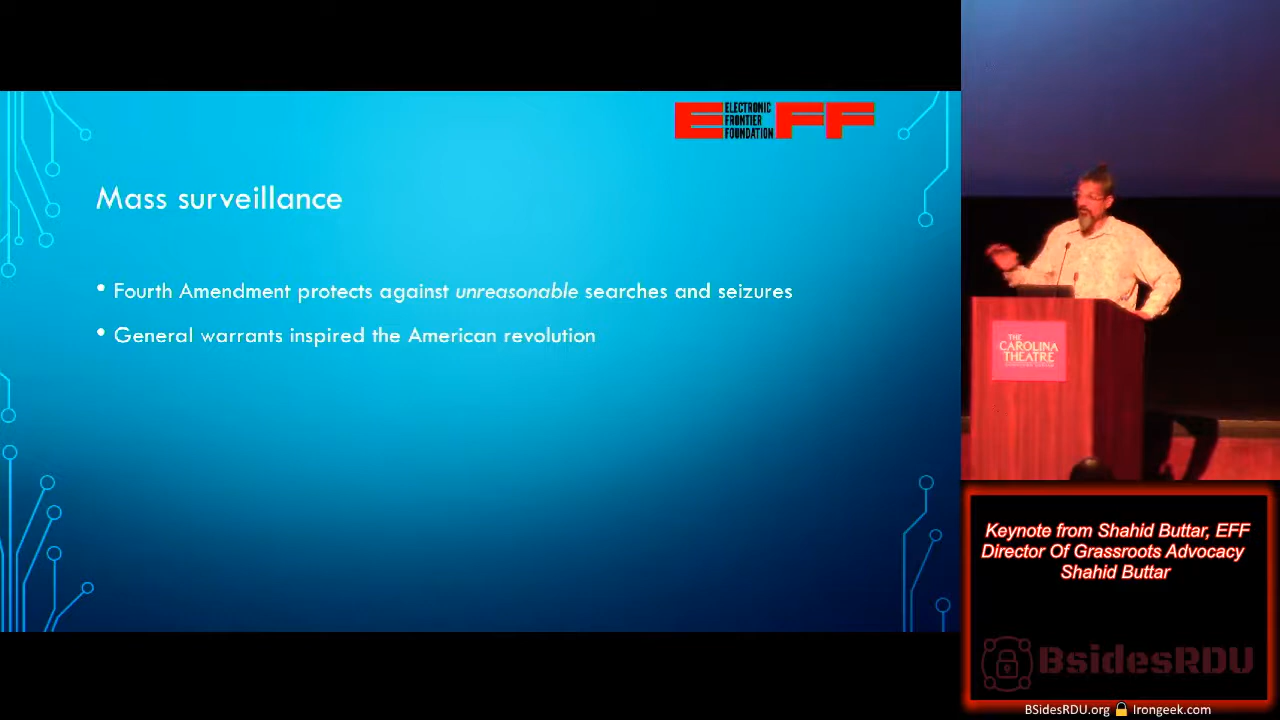 ELECTRONIC
FRONTIER
FOUNDATION
EFF
Mass surveillance
• Fourth Amendment protects against unreasonable searches and seizures
• General warrants inspired the American revolution
THE
CAROLINA
THEATRE
Keynote from Shahid Buttar, EFF
Director Of Grassroots Advocacy
Shahid Buttar
BsidesRDU
BSidesRDU.org Irongeek.com